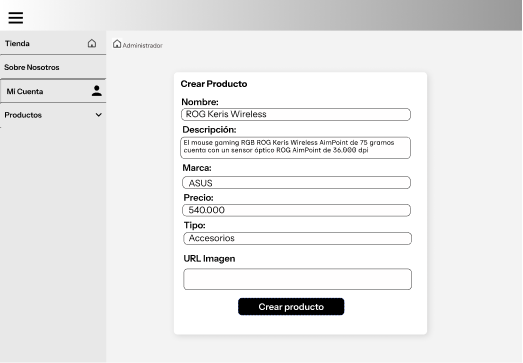 Tienda
Administrador
Sobre Nosotros
Mi Cuenta
Productos
Crear Producto
Nombre:
ROG Keris Wireless
Descripción:
El mouse gaming RGB ROG Keris Wireless AimPoint de 75 gramos
cuenta con un sensor óptico ROG AimPoint de 36.000 dpi
Marca:
ASUS
Precio:
540.000
Tipo:
Accesorios
URL Imagen
Crear producto